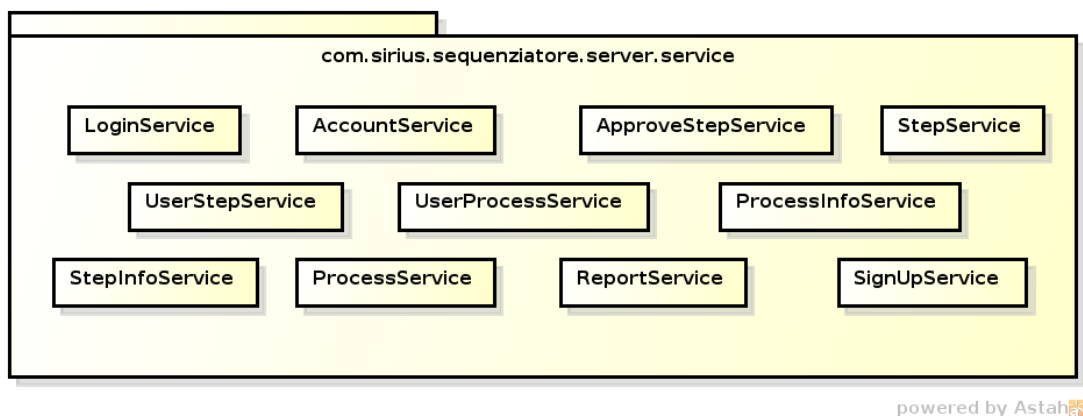 com.sirius.sequenziatore.server.service
LoginService
AccountService
ApproveStepService
StepService
UserStepService
UserProcessService
ProcessInfoService
StepInfoService
ProcessService
ReportService
SignUpService
powered by Astah